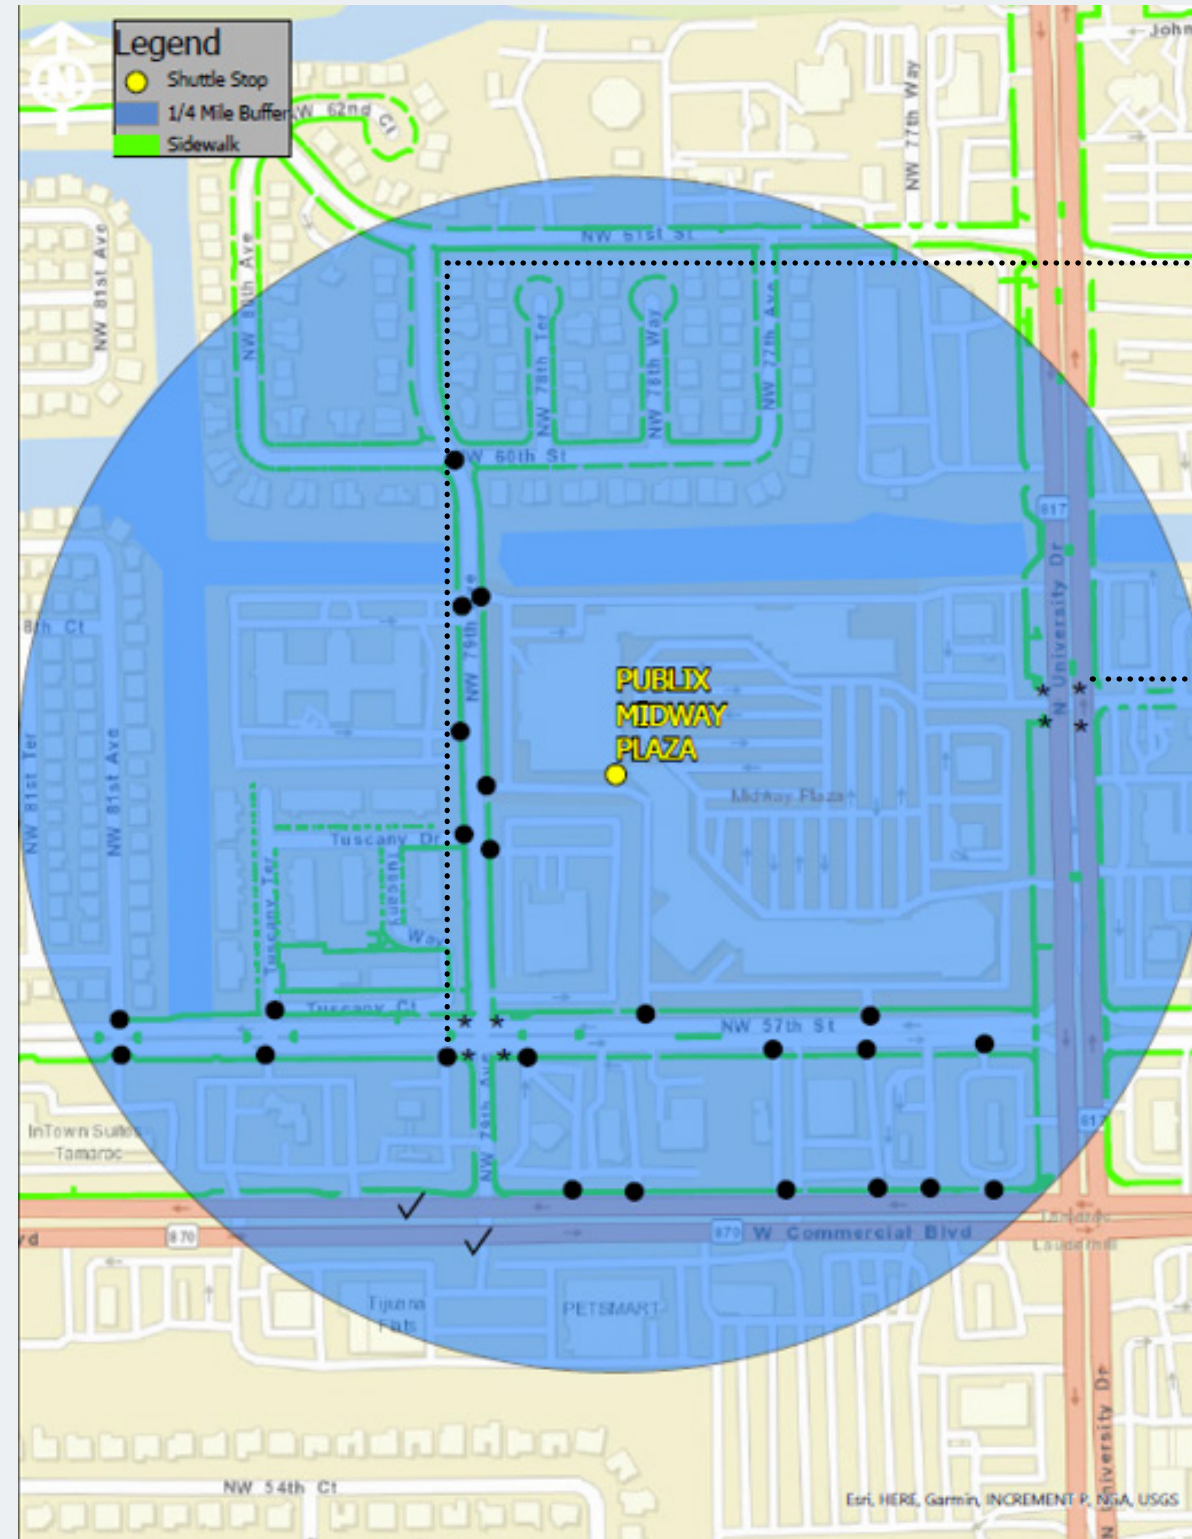 Legend
Shuttle Stop
1/4 Mile Buffer
Sidewalk
N
NW 62nd Ct
John
NW 77th Way
NW 81st Ave
NW 80th Ave
NW 61st St
NW 78th Ter
NW 78th Way
NW 77th Ave
NW 60th St
817
N University Dr
8th Ct
NW 79th Ave
PUBLIX
MIDWAY
PLAZA
Midway Plaza
NW 81st Ter
NW 81st Ave
Tuscany Dr
Tuscany Ter
Way
Tuscany Ct
NW 57th St
NW 79th Ave
InTown Suites
Tamarac
817
870
870
W Commercial Blvd
vd
Tamarac
Lauderhill
Tijuana
Flats
PETSMART
N University Dr
NW 54th Ct
Esri, HERE, Garmin, INCREMENT P, NGA, USGS